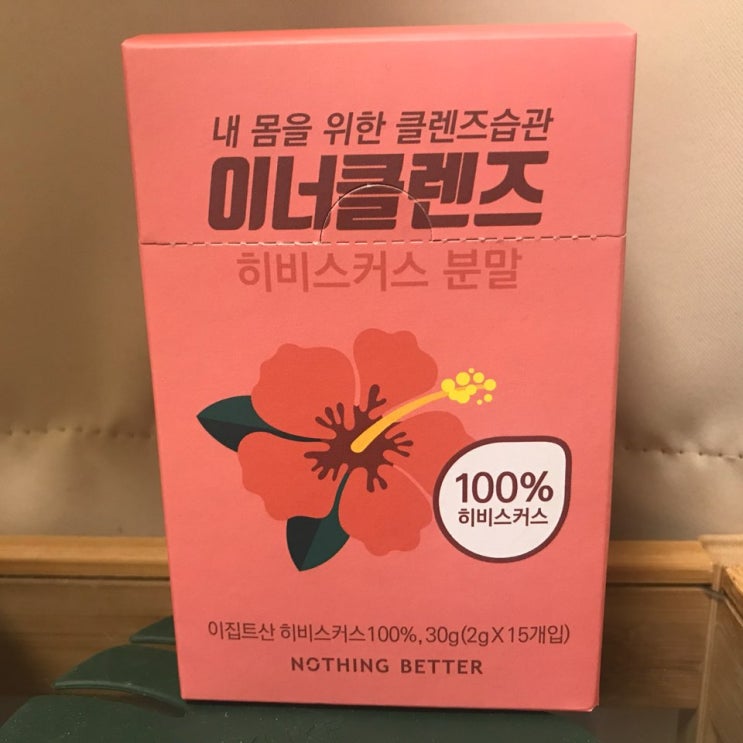 내 몸을 위한 클렌즈습관
이너클렌즈
히비스커스 분말
100%
히비스커스
이집트산 히비스커스100%, 30g(2gX15개입)
NOTHING BETTER